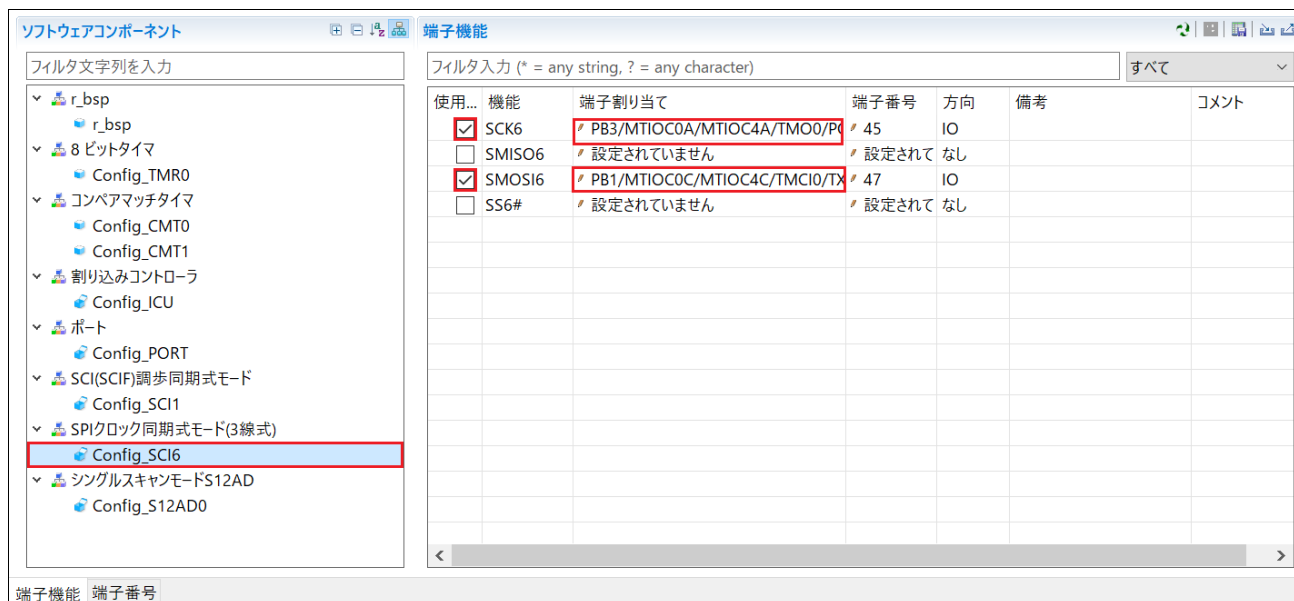 ソフトウェアコンポーネント
フィルタ文字列を入力
r_bsp
r_bsp
8 ビットタイマ
Config_TMR0
コンペアマッチタイマ
Config_CMT0
Config_CMT1
割り込みコントローラ
Config_ICU
ポート
Config_PORT
SCI(SCIF)調歩同期式モード
Config_SCI1
SPIクロック同期式モード(3線式)
Config_SCI6
シングルスキャンモードS12AD
Config_S12AD0
端子機能
フィルタ入力 (* = any string, ? = any character)
すべて
使用... 機能 端子割り当て 端子番号 方向 備考 コメント
SCK6 PB3/MTIOC0A/MTIOC4A/TMO0/PO 45 IO
SMISO6 設定されていません 設定されて なし
SMOSI6 PB1/MTIOC0C/MTIOC4C/TMCI0/TX 47 IO
SS6# 設定されていません 設定されて なし
端子機能 端子番号